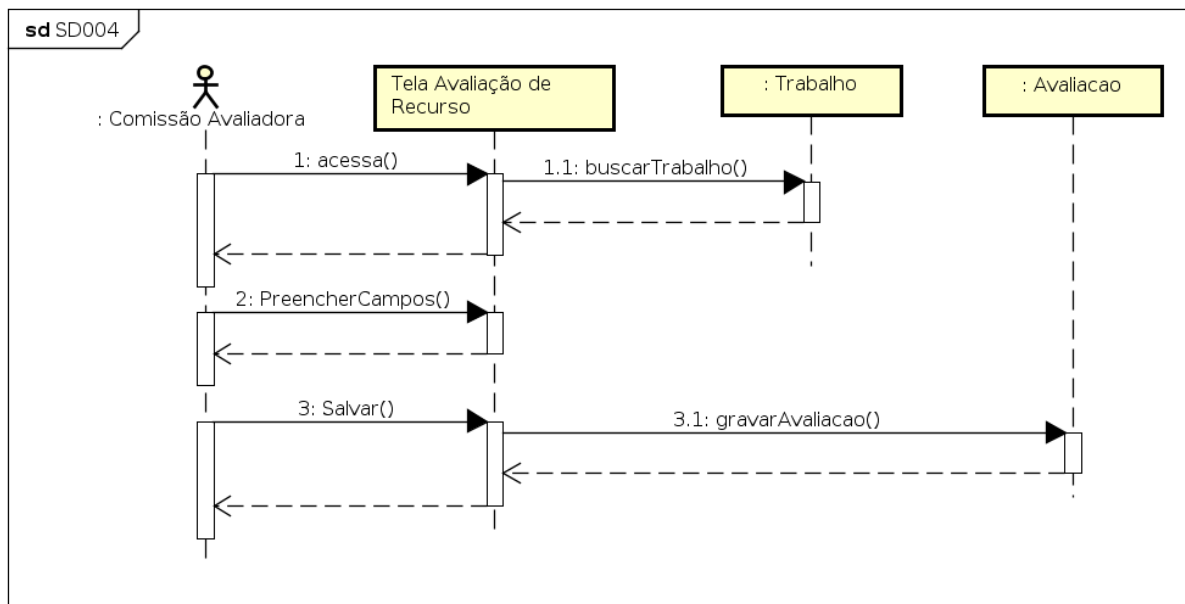 sd SD004
: Comissão Avaliadora
Tela Avaliação de
Recurso
: Trabalho
: Avaliacao
1: acessa()
1.1: buscarTrabalho()
2: PreencherCampos()
3: Salvar()
3.1: gravarAvaliacao()